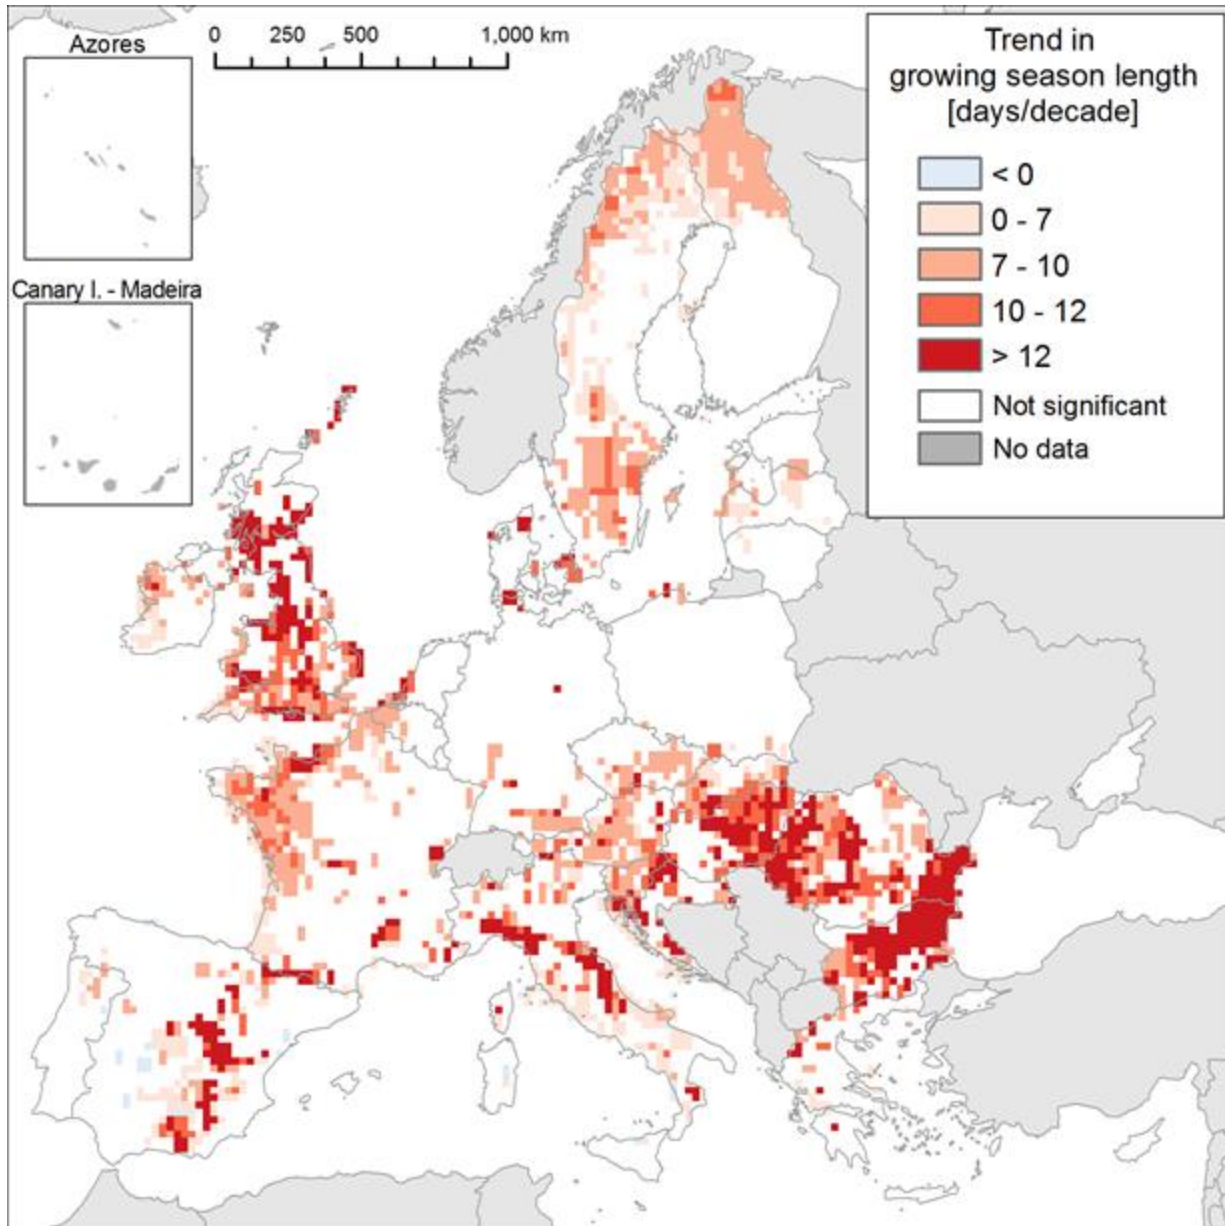 Azores
0 250 500 1,000 km
Canary I. - Madeira
Trend in
growing season length
[days/decade]
< 0
0 - 7
7 - 10
10 - 12
> 12
Not significant
No data